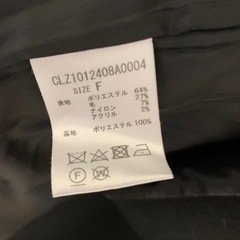 CLZ1012408A0004
SIZE F
表地 ポリエステル 64%
毛 27%
ナイロン 7%
アクリル 2%
裏地 ポリエステル 100%